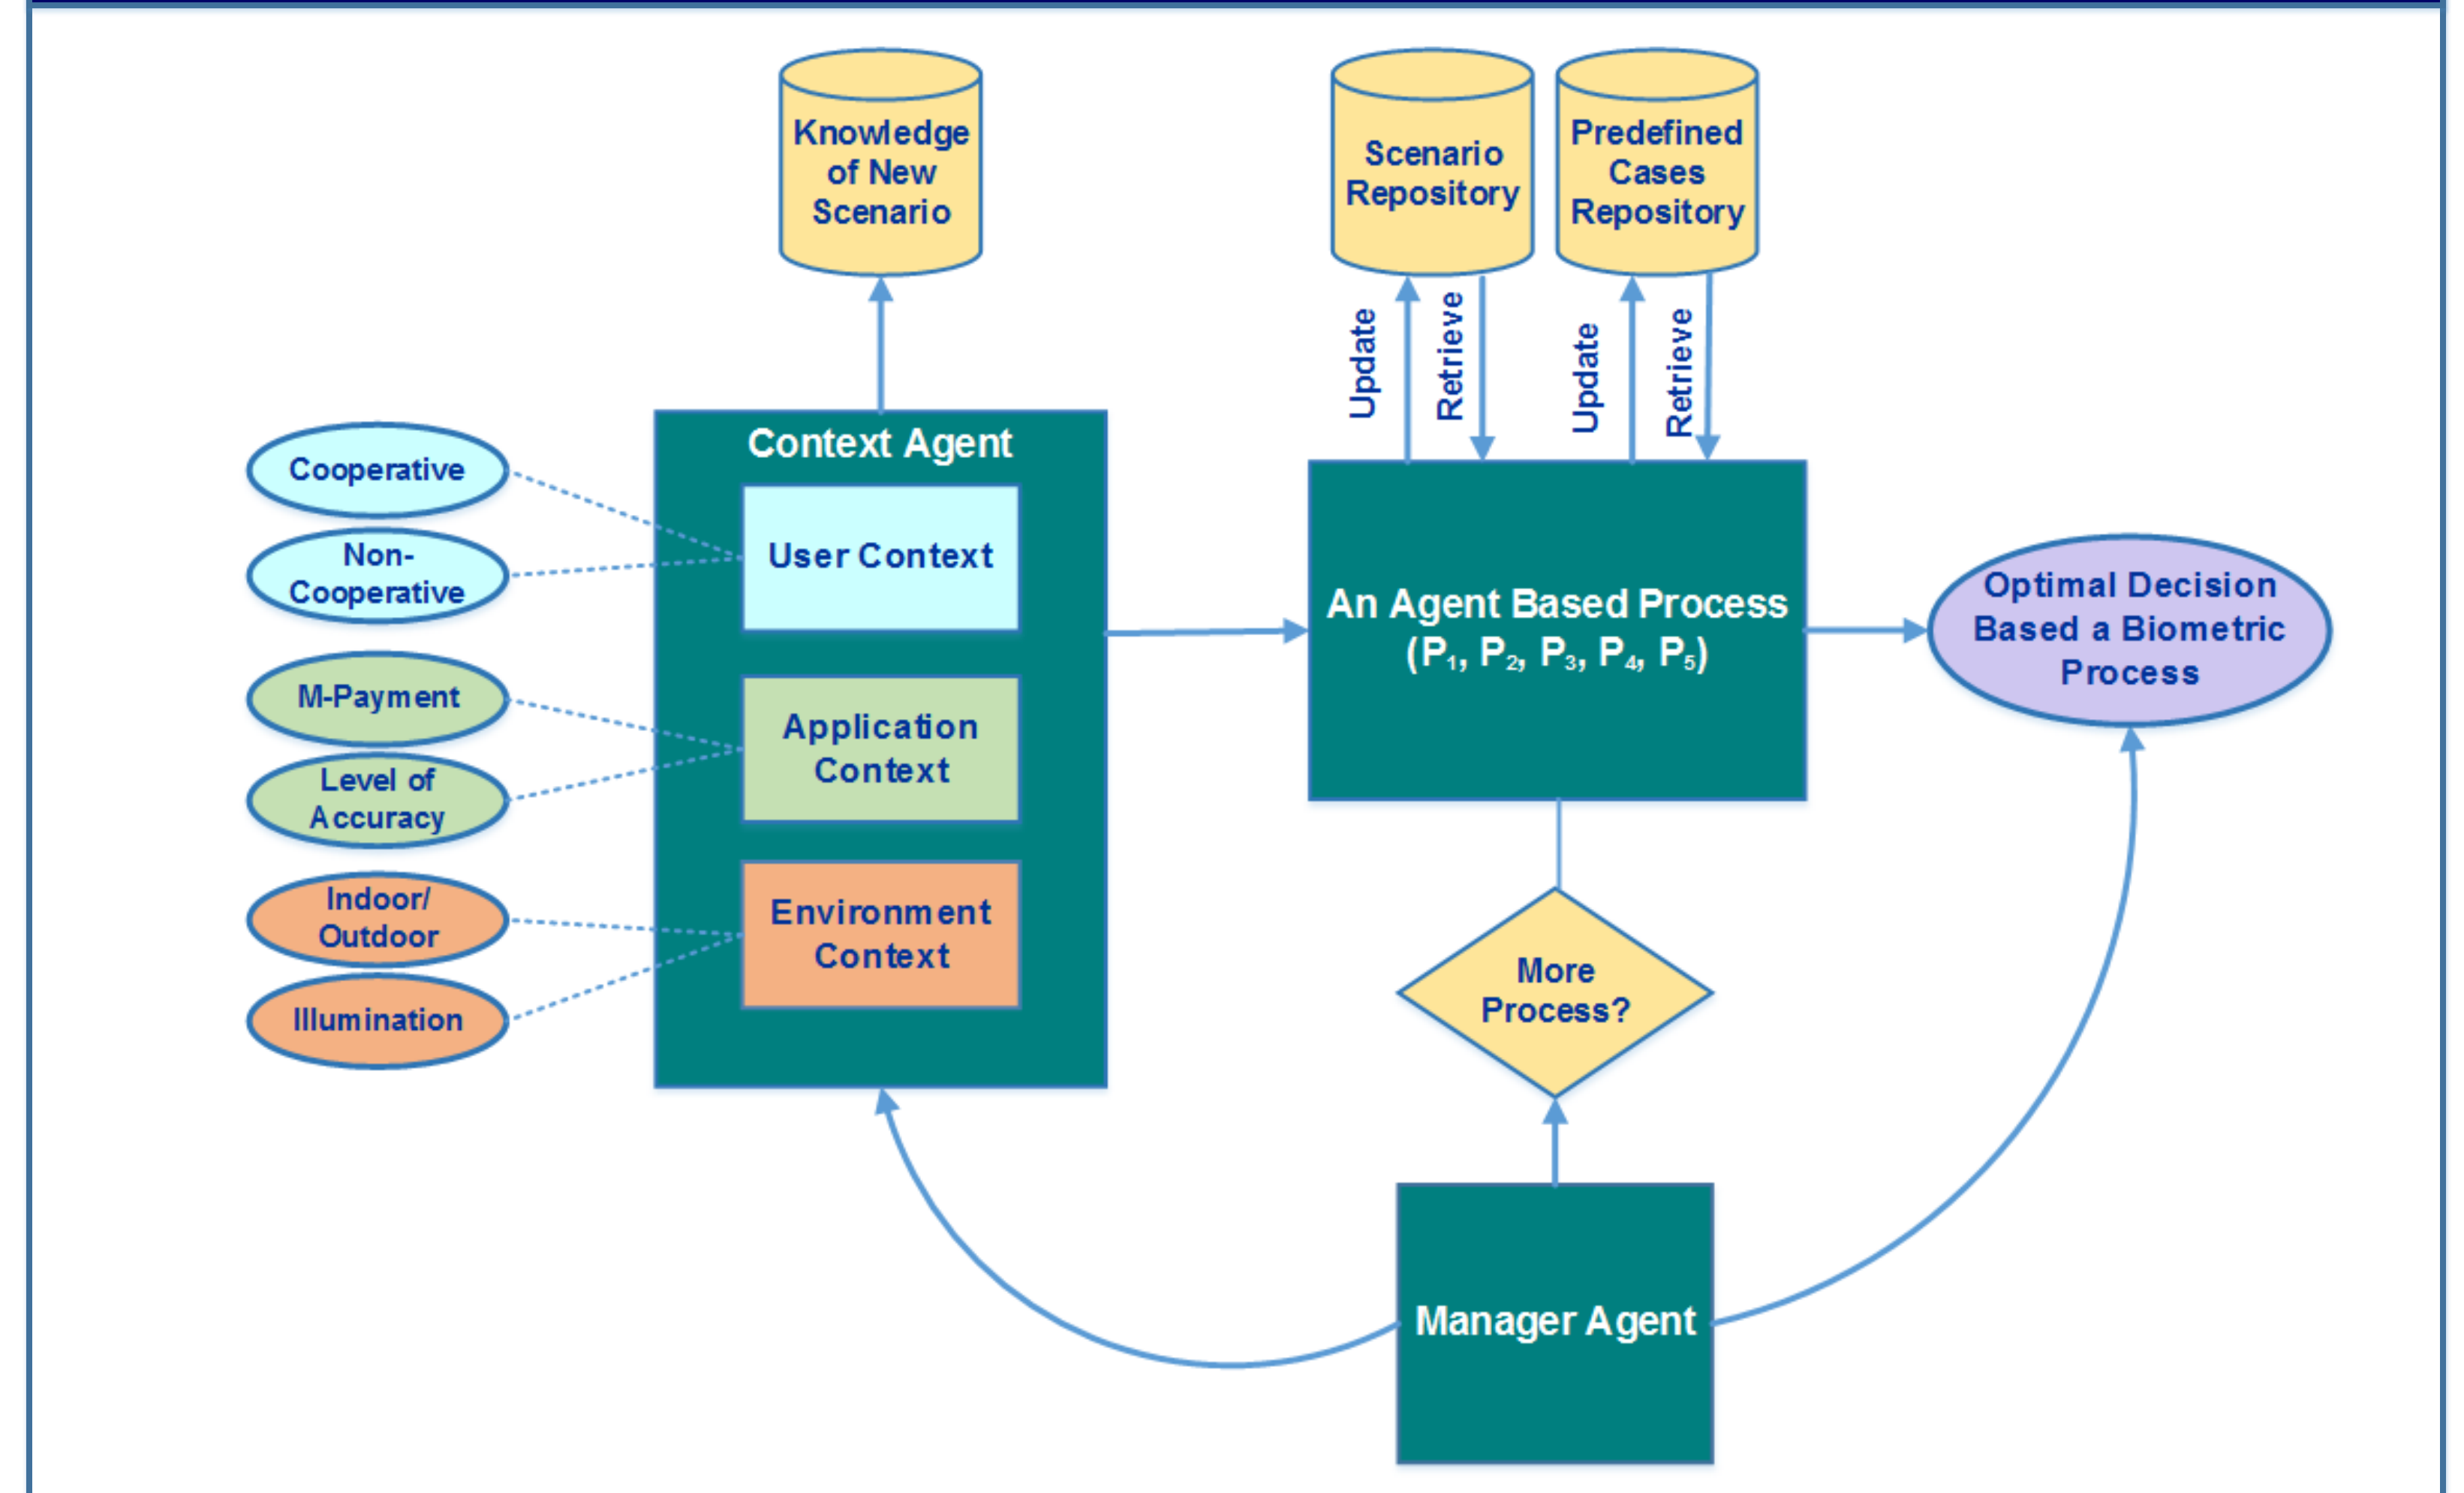 Knowledge
of New
Scenario
Scenario
Repository
Predefined
Cases
Repository
Update
Retrieve
Update
Retrieve
Context Agent
Cooperative
Non-
Cooperative
User Context
M-Payment
Level of
Accuracy
Application
Context
Indoor/
Outdoor
Illumination
Environment
Context
An Agent Based Process
(P₁, P₂, P₃, P₄, P₅)
Optimal Decision
Based a Biometric
Process
More
Process?
Manager Agent